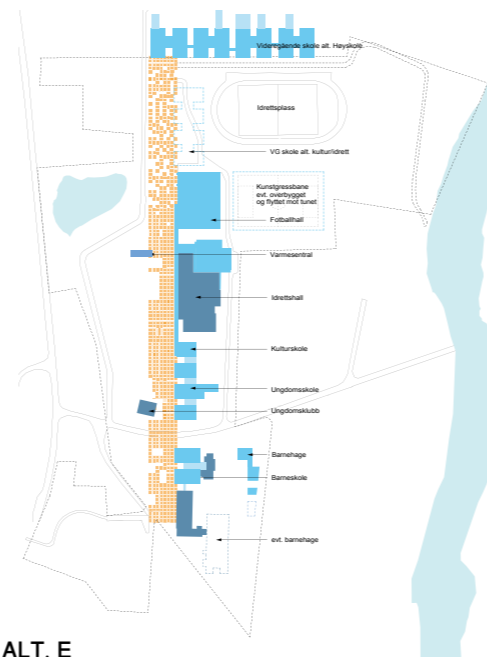 Videregående skole alt. Høyskole
Idrettsplass
VG skole alt. kultur/idrett
Kunstgressbane
evt. overbygget
og flyttet mot tunet
Fotballhall
Varmesentral
Idrettshall
Kulturskole
Ungdomsskole
Ungdomsklubb
Barnehage
Barneskole
evt. barnehage
ALT. E